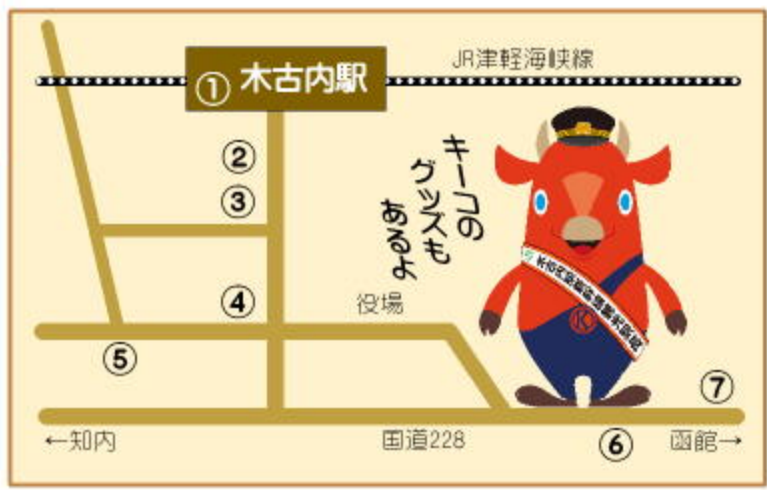 JR津軽海峡線
① 木古内駅
②
③
キーコの
グッズも
あるよ
④
役場
⑤
⑦
←知内
国道228
⑥
函館→
K